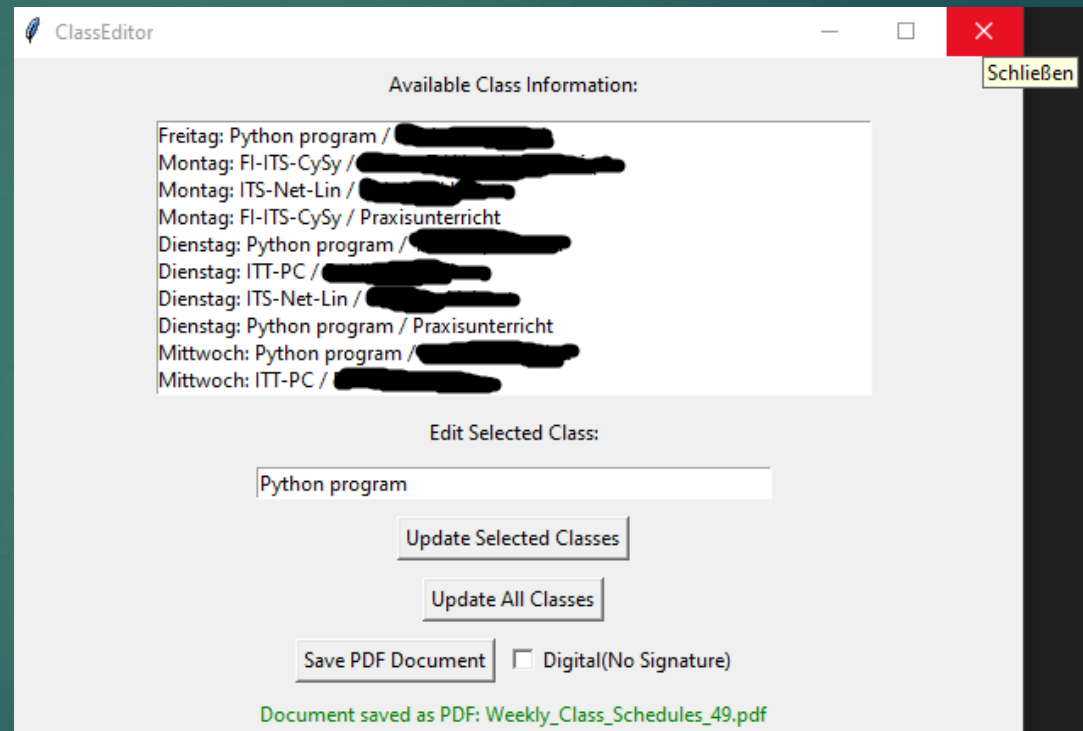 ClassEditor
Schließen
Available Class Information:
Freitag: Python program /
Montag: FI-ITS-CySy /
Montag: ITS-Net-Lin /
Montag: FI-ITS-CySy / Praxisunterricht
Dienstag: Python program /
Dienstag: ITT-PC /
Dienstag: ITS-Net-Lin /
Dienstag: Python program / Praxisunterricht
Mittwoch: Python program /
Mittwoch: ITT-PC /
Edit Selected Class:
Python program
Update Selected Classes
Update All Classes
Save PDF Document Digital(No Signature)
Document saved as PDF: Weekly_Class_Schedules_49.pdf